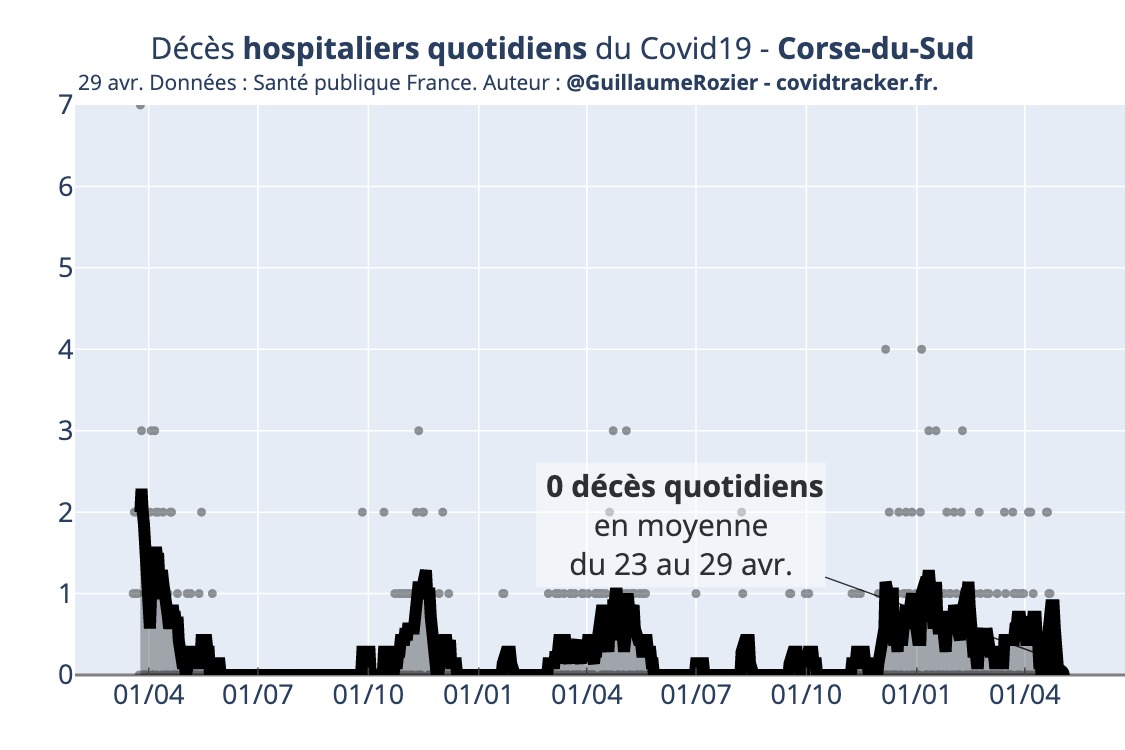 Décès hospitaliers quotidiens du Covid19 - Corse-du-Sud
29 avr. Données : Santé publique France. Auteur : @GuillaumeRozier - covidtracker.fr.
7
6
5
4
3
2
1
0
0 décès quotidiens
en moyenne
du 23 au 29 avr.
01/04 01/07 01/10 01/01 01/04 01/07 01/10 01/01 01/04